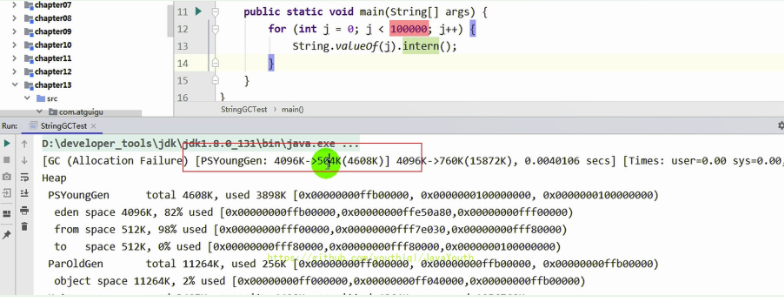 chapter07
chapter08
chapter09
chapter10
chapter11
chapter12
chapter13
src
com.atguigu
11 public static void main(String[] args) {
12 for (int j = 0; j < 100000; j++) {
13 String.valueOf(j).intern();
14 }
15 }
16 }
StringGCTest > main()
Run: StringGCTest ×
D:\developer_tools\jdk\jdk1.8.0_131\bin\java.exe ...
[GC (Allocation Failure) [PSYoungGen: 4096K->504K(4608K)] 4096K->760K(15872K), 0.0040106 secs] [Times: user=0.00 sys=0.00,
Heap
PSYoungGen total 4608K, used 3898K [0x00000000ffb00000, 0x0000000100000000, 0x0000000100000000)
eden space 4096K, 82% used [0x00000000ffb00000,0x00000000ffe50a80,0x00000000fff00000)
from space 512K, 98% used [0x00000000fff00000,0x00000000fff7e030,0x00000000fff80000)
to space 512K, 0% used [0x00000000fff80000,0x00000000fff80000,0x0000000100000000)
https://github.com/youthlql/JavaYouth
ParOldGen total 11264K, used 256K [0x00000000ff000000, 0x00000000ffb00000, 0x00000000ffb00000)
object space 11264K, 2% used [0x00000000ff000000,0x00000000ff040000,0x00000000ffb00000)